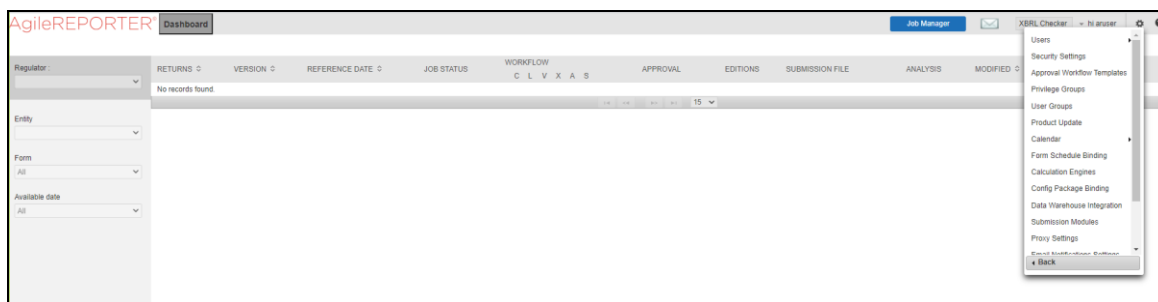 AgileREPORTER® Dashboard Job Manager XBRL Checker hi aruser
Regulator :
RETURNS VERSION REFERENCE DATE JOB STATUS WORKFLOW APPROVAL EDITIONS SUBMISSION FILE ANALYSIS MODIFIED
C L V X A S
No records found.
15
Entity
Form
All
Available date
All
Users
Security Settings
Approval Workflow Templates
Privilege Groups
User Groups
Product Update
Calendar
Form Schedule Binding
Calculation Engines
Config Package Binding
Data Warehouse Integration
Submission Modules
Proxy Settings
Email Notifications Settings
Back